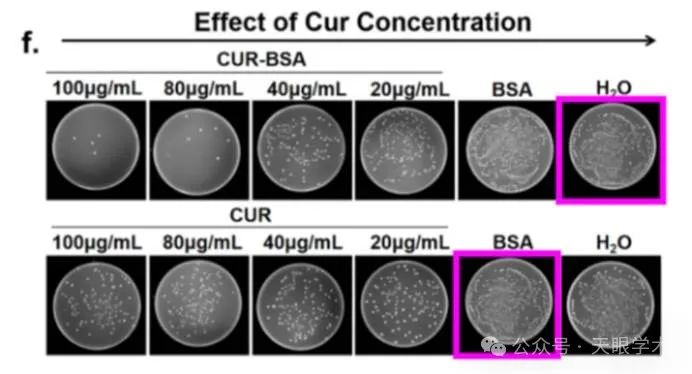 Effect of Cur Concentration
f.
CUR-BSA
100μg/mL 80μg/mL 40μg/mL 20μg/mL BSA H₂O
CUR
100μg/mL 80μg/mL 40μg/mL 20μg/mL BSA H₂O
公众号 · 天眼学术